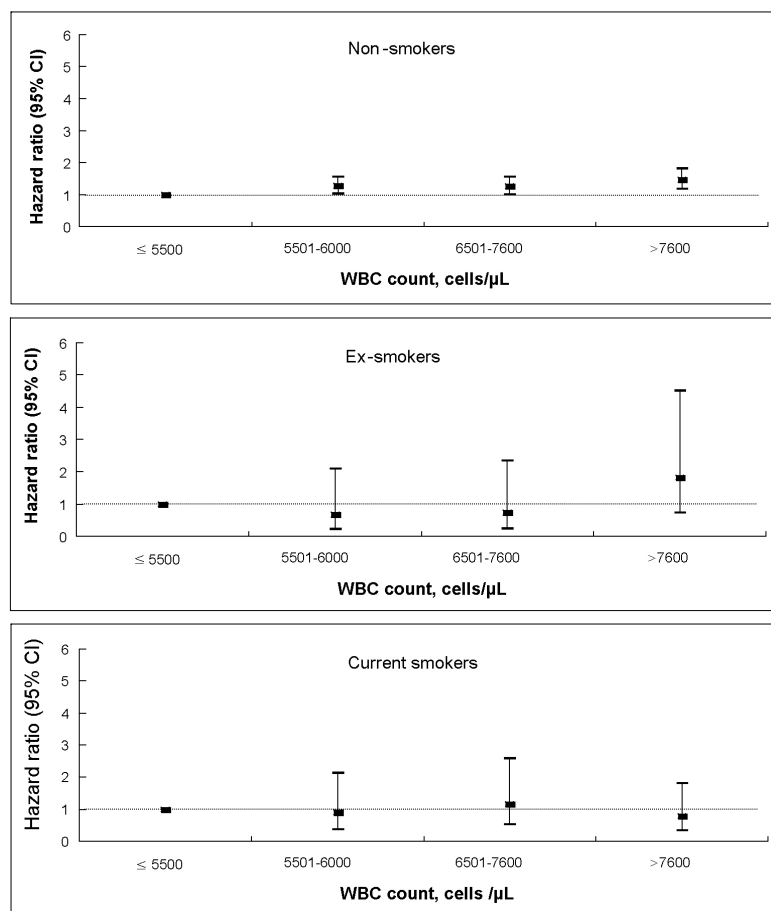 Non-smokers
Hazard ratio (95% CI)
6
5
4
3
2
1
0
≤ 5500 5501-6000 6501-7600 >7600
WBC count, cells/µL
Ex-smokers
Hazard ratio (95% CI)
6
5
4
3
2
1
0
≤ 5500 5501-6000 6501-7600 >7600
WBC count, cells/µL
Current smokers
Hazard ratio (95% CI)
6
5
4
3
2
1
0
≤ 5500 5501-6000 6501-7600 >7600
WBC count, cells /µL